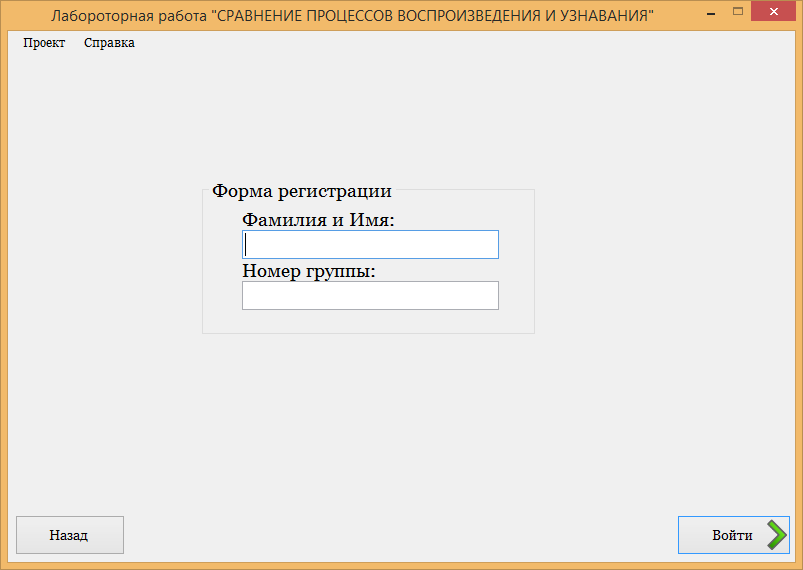 Лабороторная работа "СРАВНЕНИЕ ПРОЦЕССОВ ВОСПРОИЗВЕДЕНИЯ И УЗНАВАНИЯ"
Проект Справка
Форма регистрации
Фамилия и Имя:
Номер группы:
Назад Войти